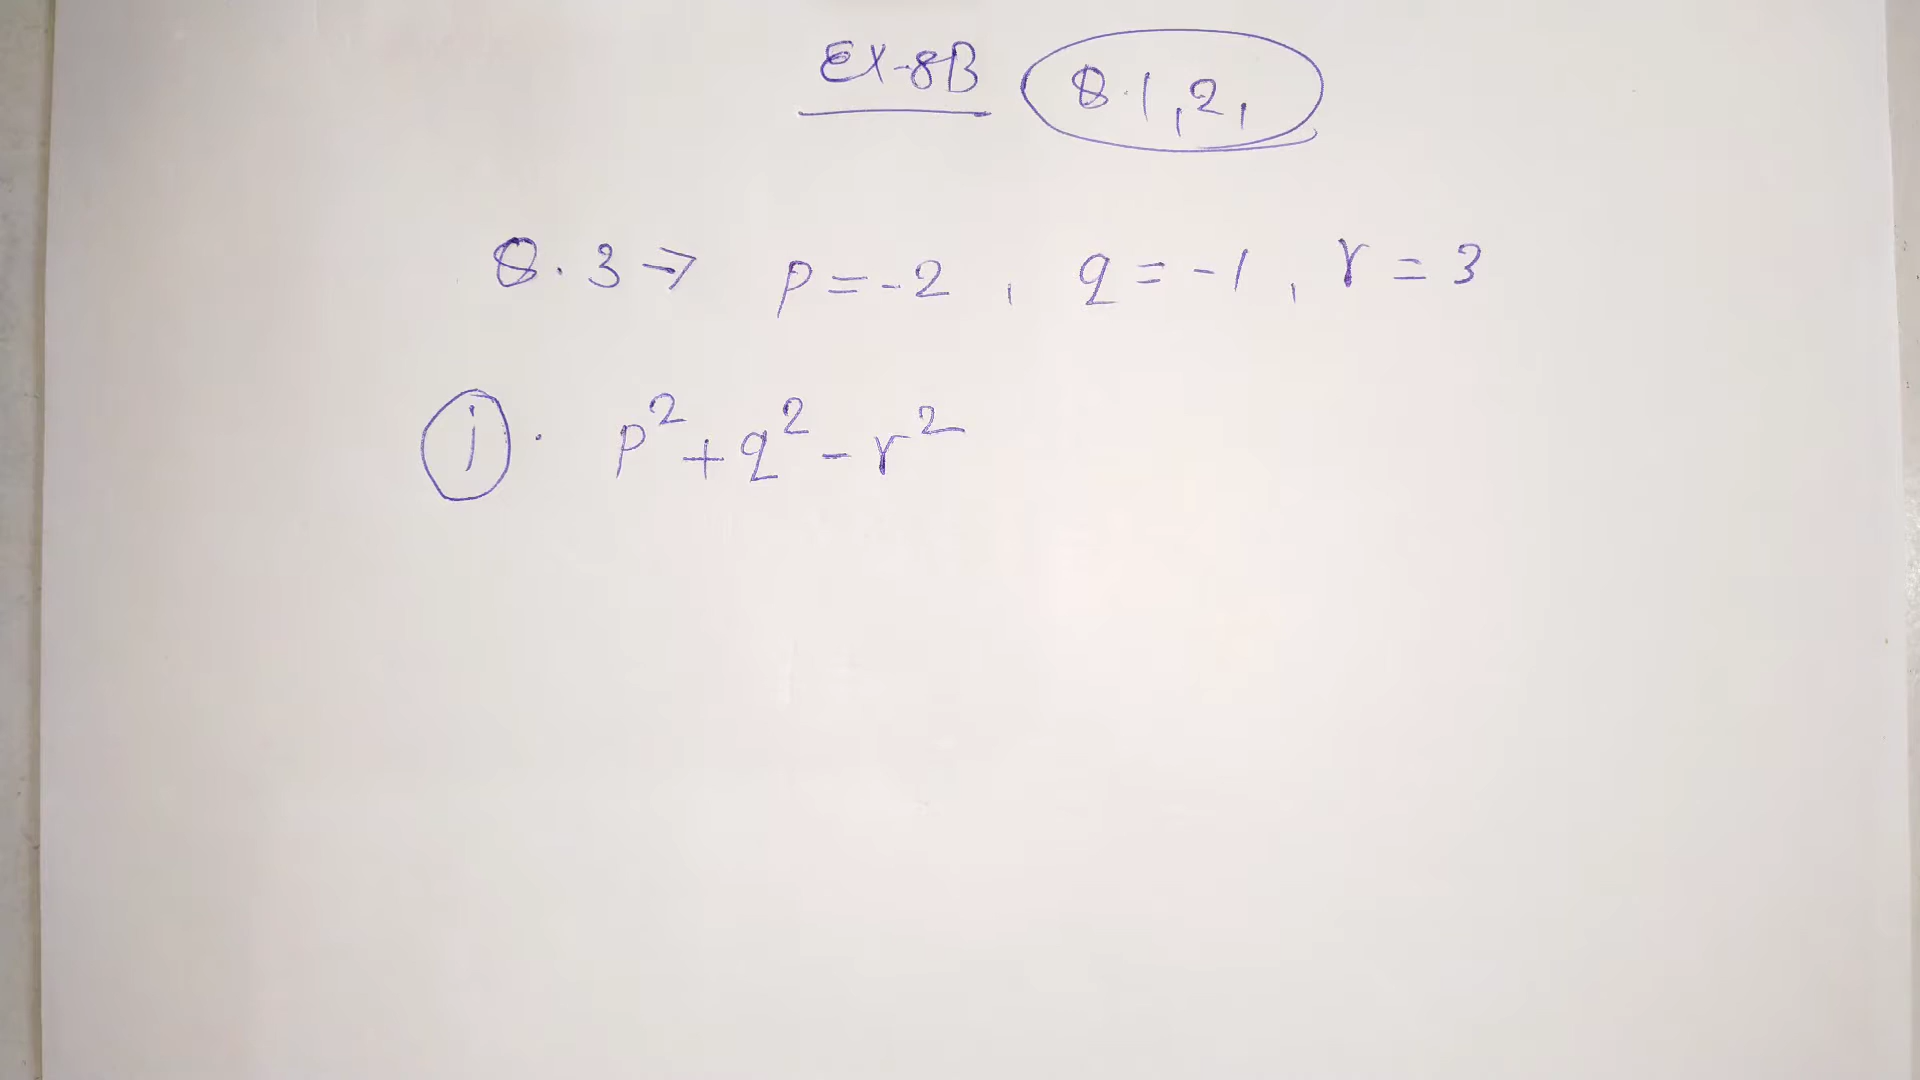 EX-8B Q.1,2,
Q.3→ p=-2, q=-1, r=3
i. p²+q²-r²